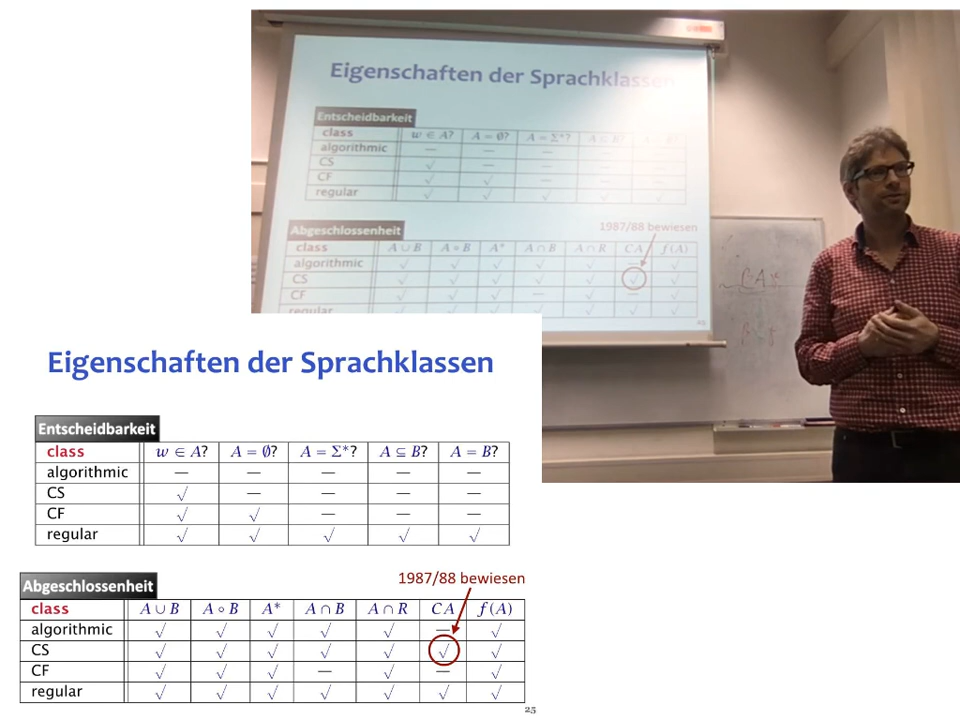 Eigenschaften der Sprachklassen
Entscheidbarkeit
class w ∈ A? A = ∅? A = Σ*? A ⊆ B? A = B?
algorithmic — — — — —
CS √ — — — —
CF √ √ — — —
regular √ √ √ √ √
Abgeschlossenheit
1987/88 bewiesen
class A ∪ B A ∘ B A* A ∩ B A ∩ R CA f(A)
algorithmic √ √ √ √ √ — √
CS √ √ √ √ √ √ √
CF √ √ √ — √ — √
regular
Eigenschaften der Sprachklassen
Entscheidbarkeit
class w ∈ A? A = ∅? A = Σ*? A ⊆ B? A = B?
algorithmic — — — — —
CS √ — — — —
CF √ √ — — —
regular √ √ √ √ √
Abgeschlossenheit
1987/88 bewiesen
class A ∪ B A ∘ B A* A ∩ B A ∩ R CA f(A)
algorithmic √ √ √ √ √ — √
CS √ √ √ √ √ √ √
CF √ √ √ — √ — √
regular √ √ √ √ √ √ √
25